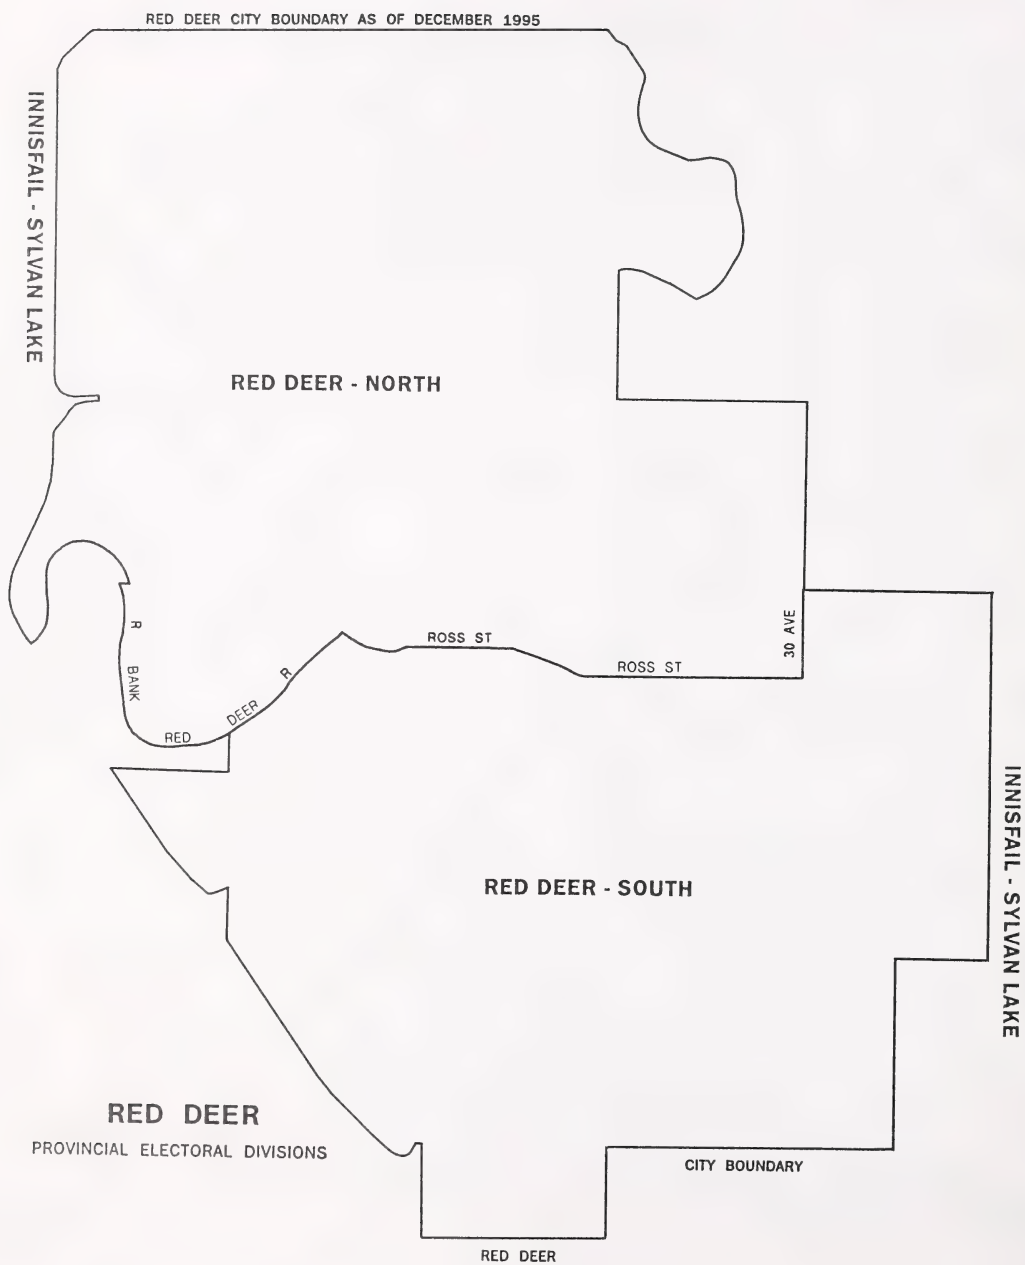 RED DEER CITY BOUNDARY AS OF DECEMBER 1995
INNISFAIL - SYLVAN LAKE
RED DEER - NORTH
R BANK
RED DEER R
ROSS ST
ROSS ST
30 AVE
RED DEER - SOUTH
INNISFAIL - SYLVAN LAKE
RED DEER
PROVINCIAL ELECTORAL DIVISIONS
CITY BOUNDARY
RED DEER